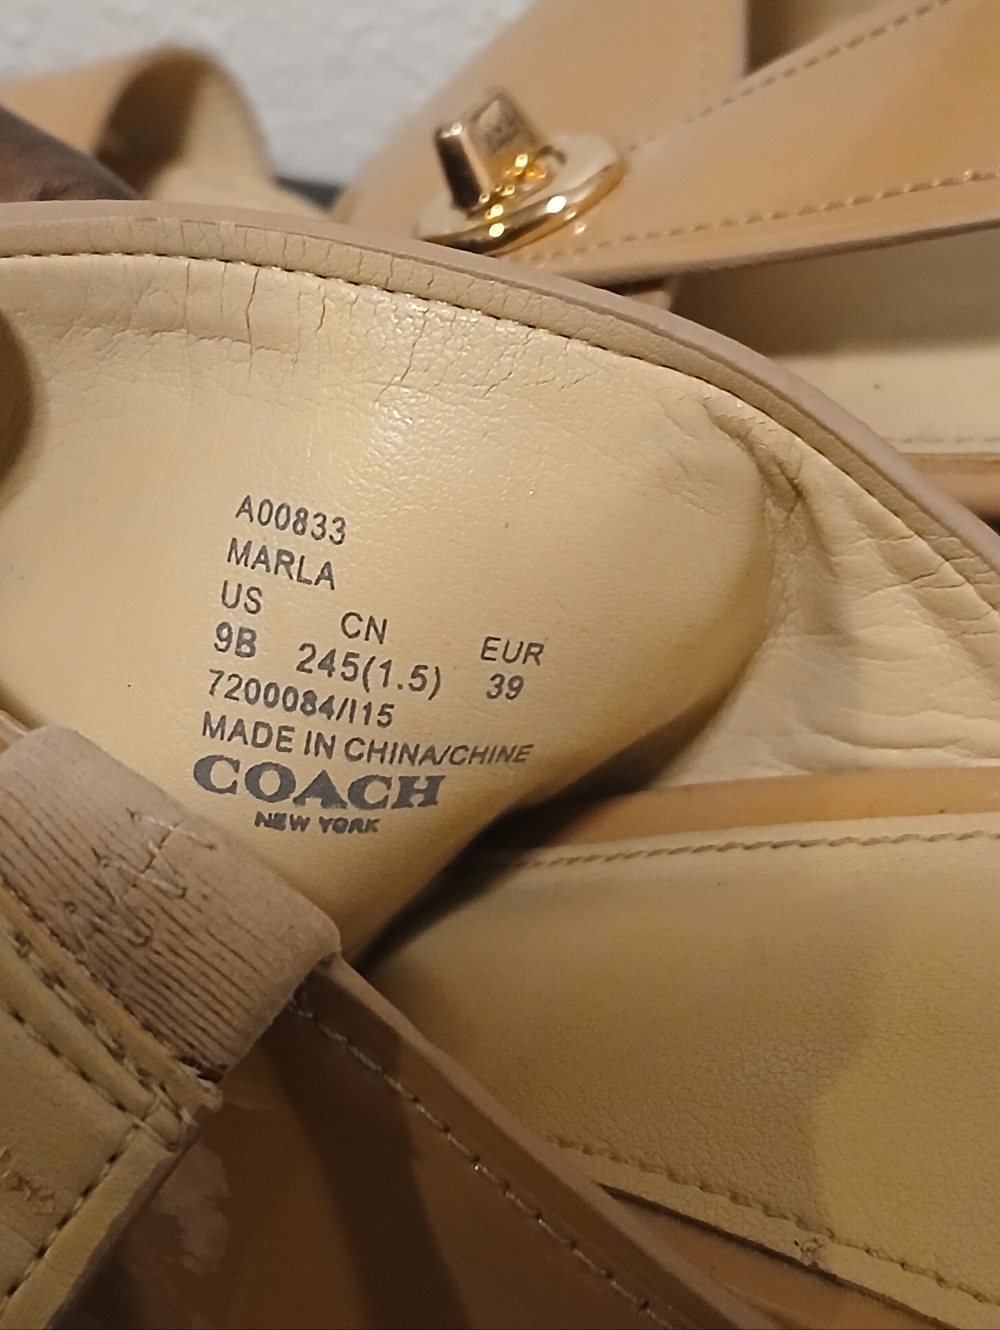 A00833
MARLA
US CN EUR
9B 245(1.5) 39
7200084/I15
MADE IN CHINA/CHINE
COACH
NEW YORK